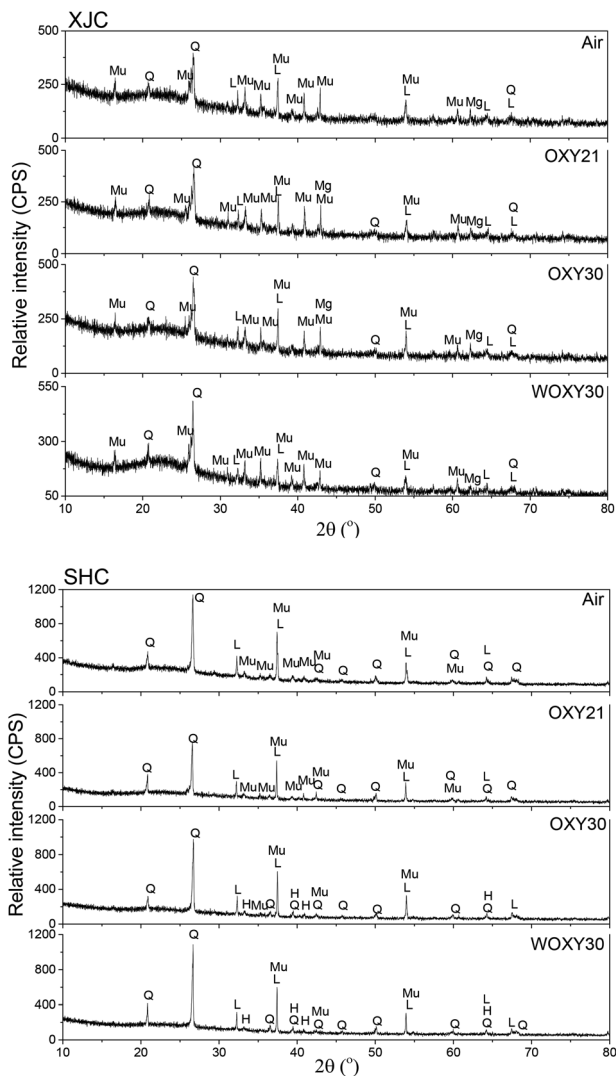 XJC
Relative intensity (CPS)
500
Air
Q
Mu Q Mu L Mu Mu Mu L Mu Mu Mu Mu L Mu Mg L Q L
250
0
500
OXY21
Q
Mu Q Mu Mu L Mu Mu Mu L Mu Mg Mu Q Mu L Mu Mg L Q L
250
0
500
OXY30
Q
Mu Q Mu L Mu Mu Mu L Mu Mg Mu Q Mu L Mu Mg L Q L
250
0
550
WOXY30
Q
Mu Q Mu Mu L Mu Mu Mu L Mu Mu Mu Q Mu L Mu Mg L Q L
300
50
10 20 30 40 50 60 70 80
2θ (°)
SHC
Relative intensity (CPS)
1200
Air
Q Q L Mu Mu Mu L Mu Mu Mu Q Q Q Mu L Q Mu L Q Q
800
400
0
1200
OXY21
Q Q L Mu Mu Mu L Mu Mu Mu Q Q Q Mu L Q Mu L Q Q
800
400
0
1200
OXY30
Q Q L H Mu Q Mu L H Q H Mu Q Q Q Mu L Q H Q L
800
400
0
1200
WOXY30
Q Q L H Q Mu L H Q H Mu Q Q Q Mu L Q L H Q L Q
800
400
0
10 20 30 40 50 60 70 80
2θ (°)